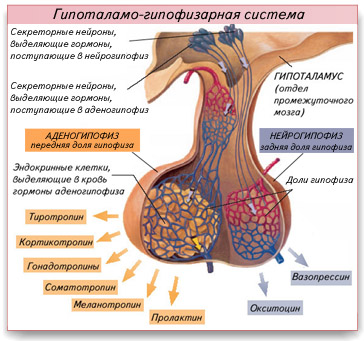 Гипоталамо-гипофизарная система
Секреторные нейроны,
выделяющие гормоны,
поступающие в нейрогипофиз
Секреторные нейроны,
выделяющие гормоны,
поступающие в аденогипофиз
ГИПОТАЛАМУС
(отдел
промежуточного
мозга)
АДЕНОГИПОФИЗ
передняя доля гипофиза
НЕЙРОГИПОФИЗ
задняя доля гипофиза
Эндокринные клетки,
выделяющие в кровь
гормоны аденогипофиза
Доли гипофиза
Тиротропин
Кортикотропин
Гонадотропины
Соматотропин
Меланотропин
Пролактин
Вазопрессин
Окситоцин